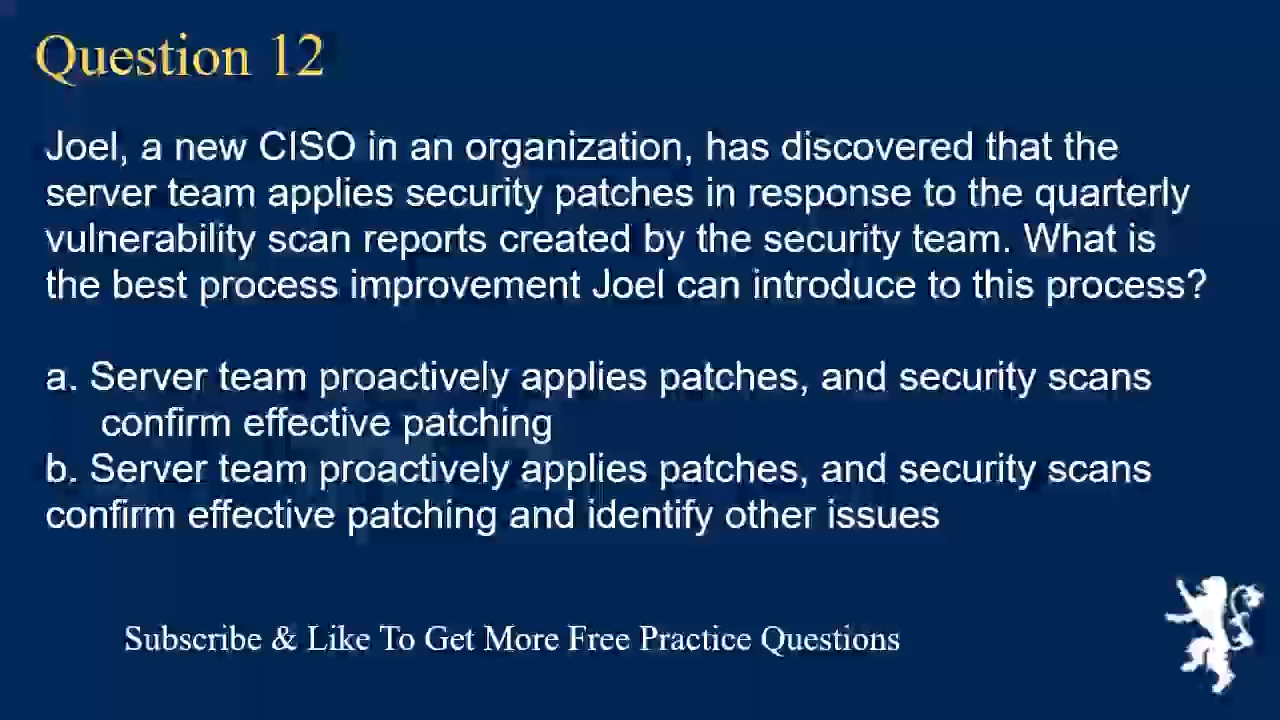 Question 12
Joel, a new CISO in an organization, has discovered that the
server team applies security patches in response to the quarterly
vulnerability scan reports created by the security team. What is
the best process improvement Joel can introduce to this process?
a. Server team proactively applies patches, and security scans
confirm effective patching
b. Server team proactively applies patches, and security scans
confirm effective patching and identify other issues
Subscribe & Like To Get More Free Practice Questions